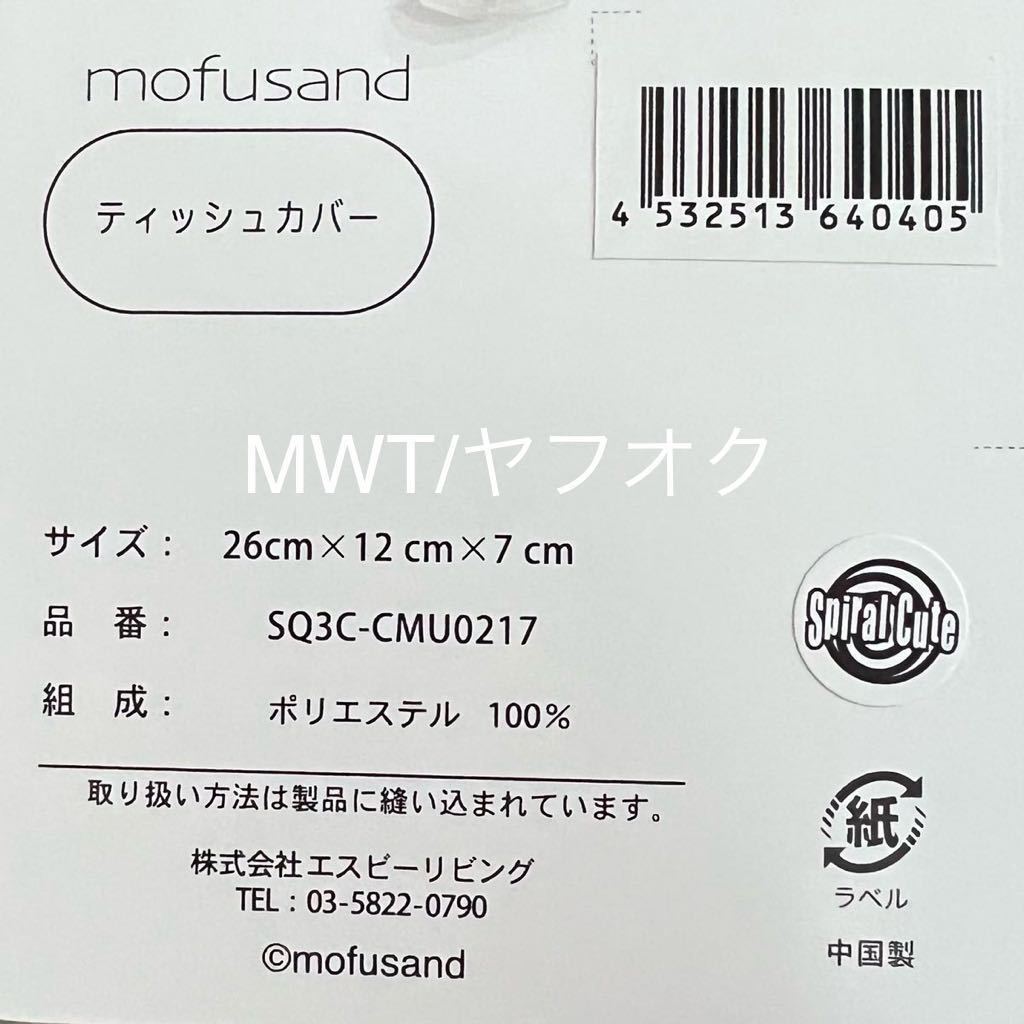 mofusand
ティッシュカバー
4 532513 640405
MWT/ヤフオク
サイズ： 26cm×12 cm×7 cm
品　番： SQ3C-CMU0217
組　成： ポリエステル 100％
Spiral Cute
取り扱い方法は製品に縫い込まれています。
株式会社エスビーリビング
TEL：03-5822-0790
©mofusand
紙
ラベル
中国製